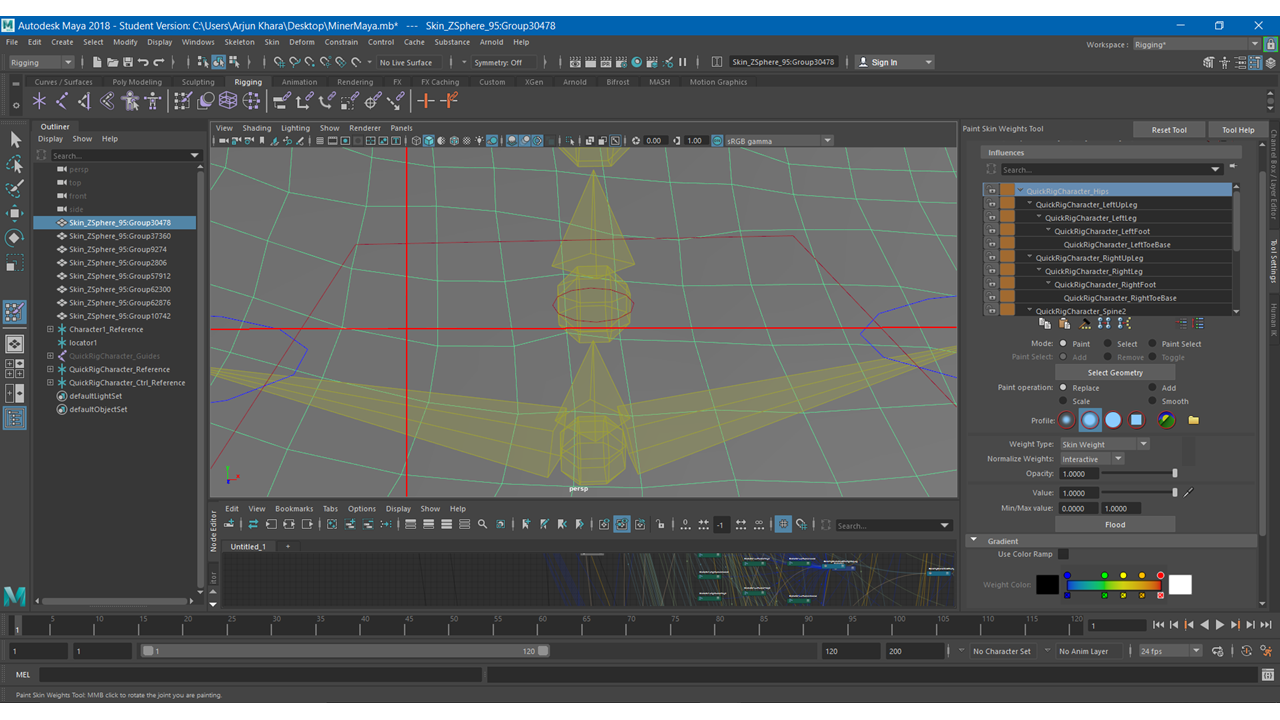 Autodesk Maya 2018 - Student Version: C:\Users\Arjun Khara\Desktop\MinerMaya.mb* --- Skin_ZSphere_95:Group30478
File Edit Create Select Modify Display Windows Skeleton Skin Deform Constrain Control Cache Substance Arnold Help
Workspace : Rigging*
Rigging No Live Surface Symmetry: Off Skin_ZSphere_95:Group30478 Sign In
Curves / Surfaces Poly Modeling Sculpting Rigging Animation Rendering FX FX Caching Custom XGen Arnold Bifrost MASH Motion Graphics
Outliner
Display Show Help
Search...
persp
top
front
side
Skin_ZSphere_95:Group30478
Skin_ZSphere_95:Group37360
Skin_ZSphere_95:Group9274
Skin_ZSphere_95:Group2806
Skin_ZSphere_95:Group57912
Skin_ZSphere_95:Group62300
Skin_ZSphere_95:Group62876
Skin_ZSphere_95:Group10742
Character1_Reference
locator1
QuickRigCharacter_Guides
QuickRigCharacter_Reference
QuickRigCharacter_Ctrl_Reference
defaultLightSet
defaultObjectSet
View Shading Lighting Show Renderer Panels
0.00 1.00 sRGB gamma
persp
Node Editor
Edit View Bookmarks Tabs Options Display Show Help
-1 Search...
Untitled_1 +
Paint Skin Weights Tool Reset Tool Tool Help
Influences
Search...
QuickRigCharacter_Hips
QuickRigCharacter_LeftUpLeg
QuickRigCharacter_LeftLeg
QuickRigCharacter_LeftFoot
QuickRigCharacter_LeftToeBase
QuickRigCharacter_RightUpLeg
QuickRigCharacter_RightLeg
QuickRigCharacter_RightFoot
QuickRigCharacter_RightToeBase
QuickRigCharacter_Spine2
Mode: Paint Select Paint Select
Paint Select: Add Remove Toggle
Select Geometry
Paint operation: Replace Add
Scale Smooth
Profile:
Weight Type: Skin Weight
Normalize Weights: Interactive
Opacity: 1.0000
Value: 1.0000
Min/Max value: 0.0000 1.0000
Flood
Gradient
Use Color Ramp
Weight Color:
Channel Box / Layer Editor
Tool Settings
Human IK
1 5 10 15 20 25 30 35 40 45 50 55 60 65 70 75 80 85 90 95 100 105 110 115 120 1
1 1 1 120 120 200 No Character Set No Anim Layer 24 fps
MEL
Paint Skin Weights Tool: MMB click to rotate the joint you are painting.